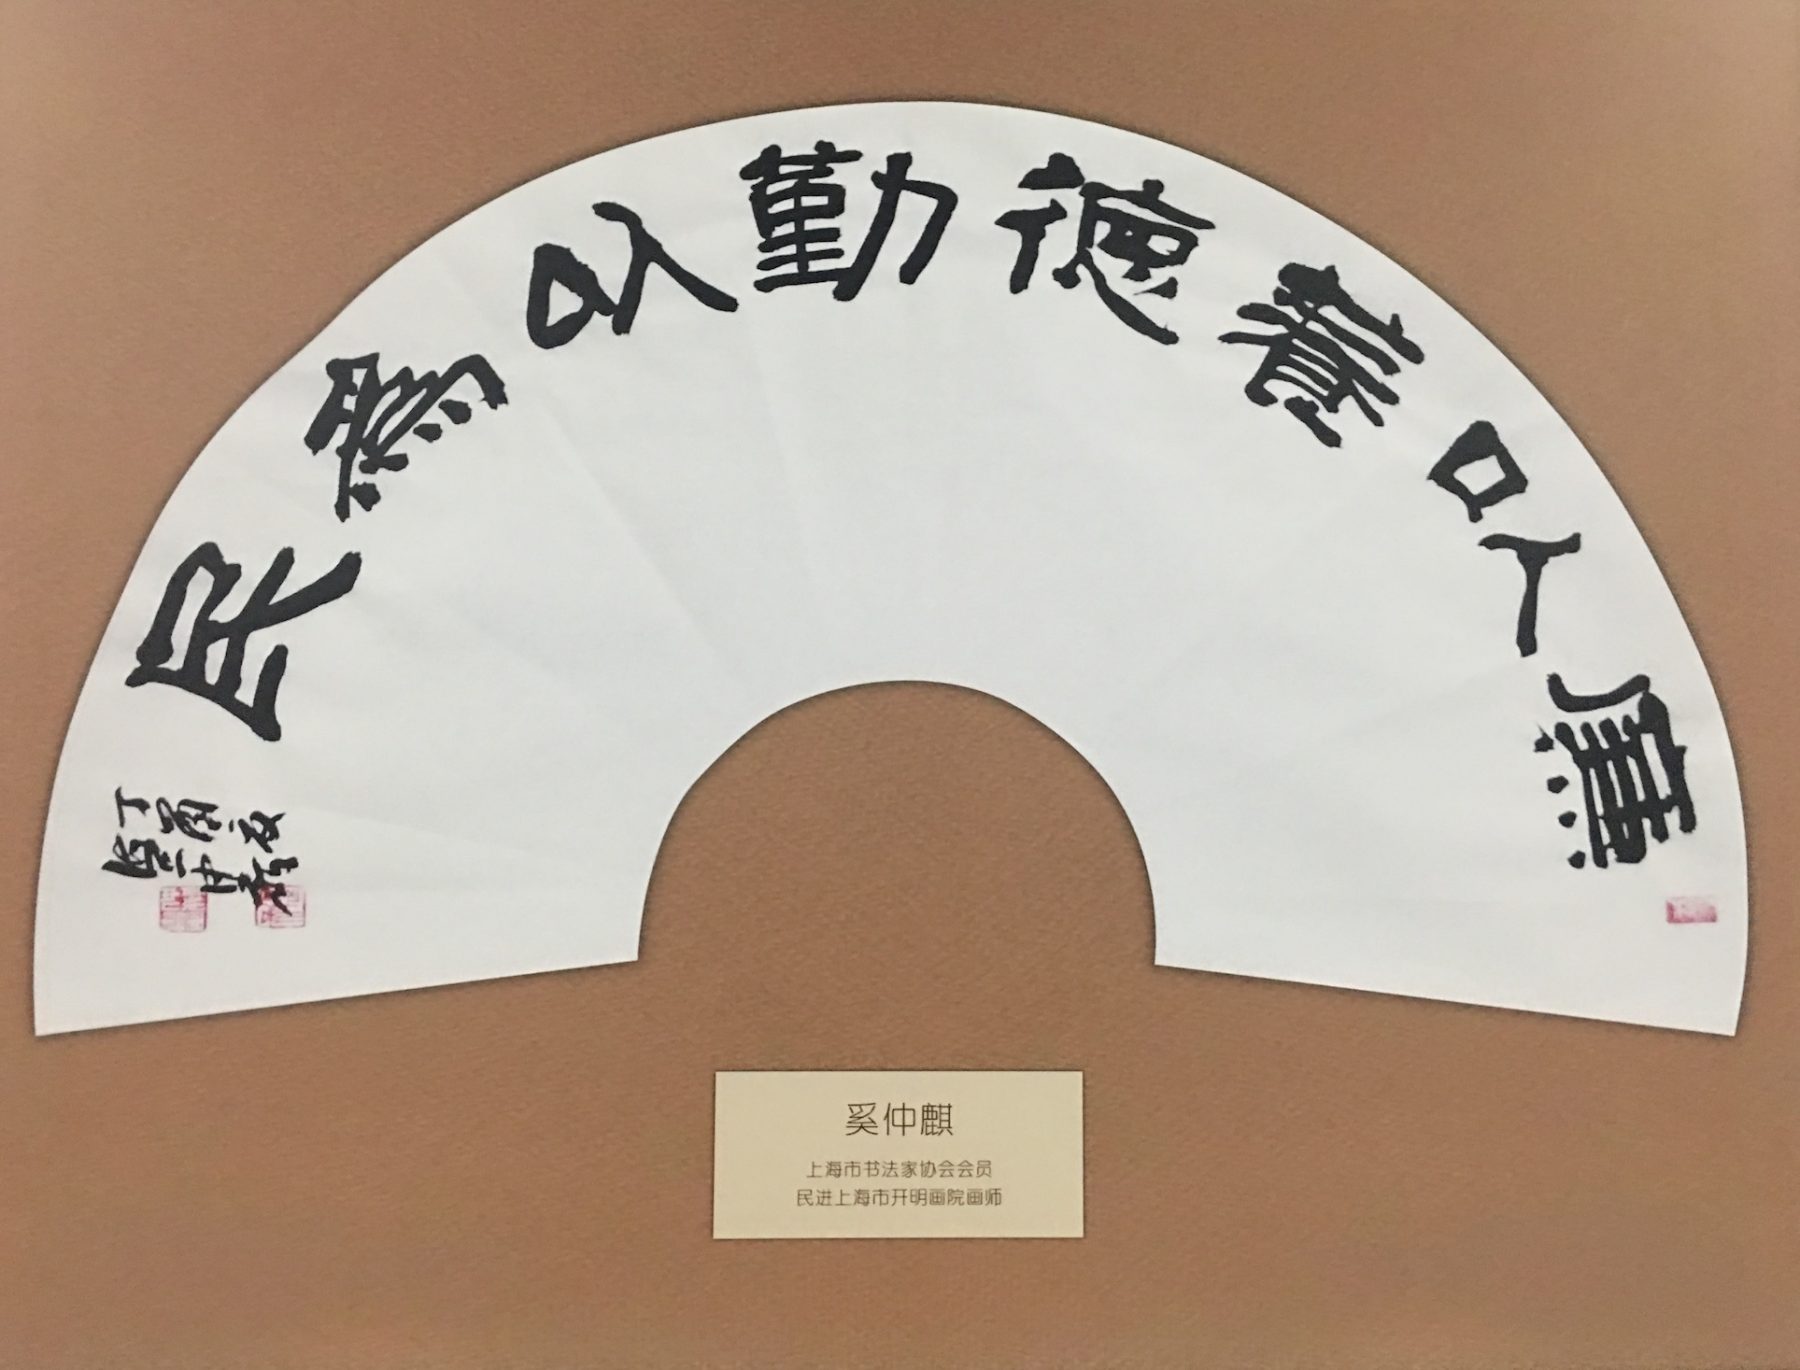 廉以養德勤以為民
奚仲麒
上海市书法家协会会员
民进上海市开明画院画师